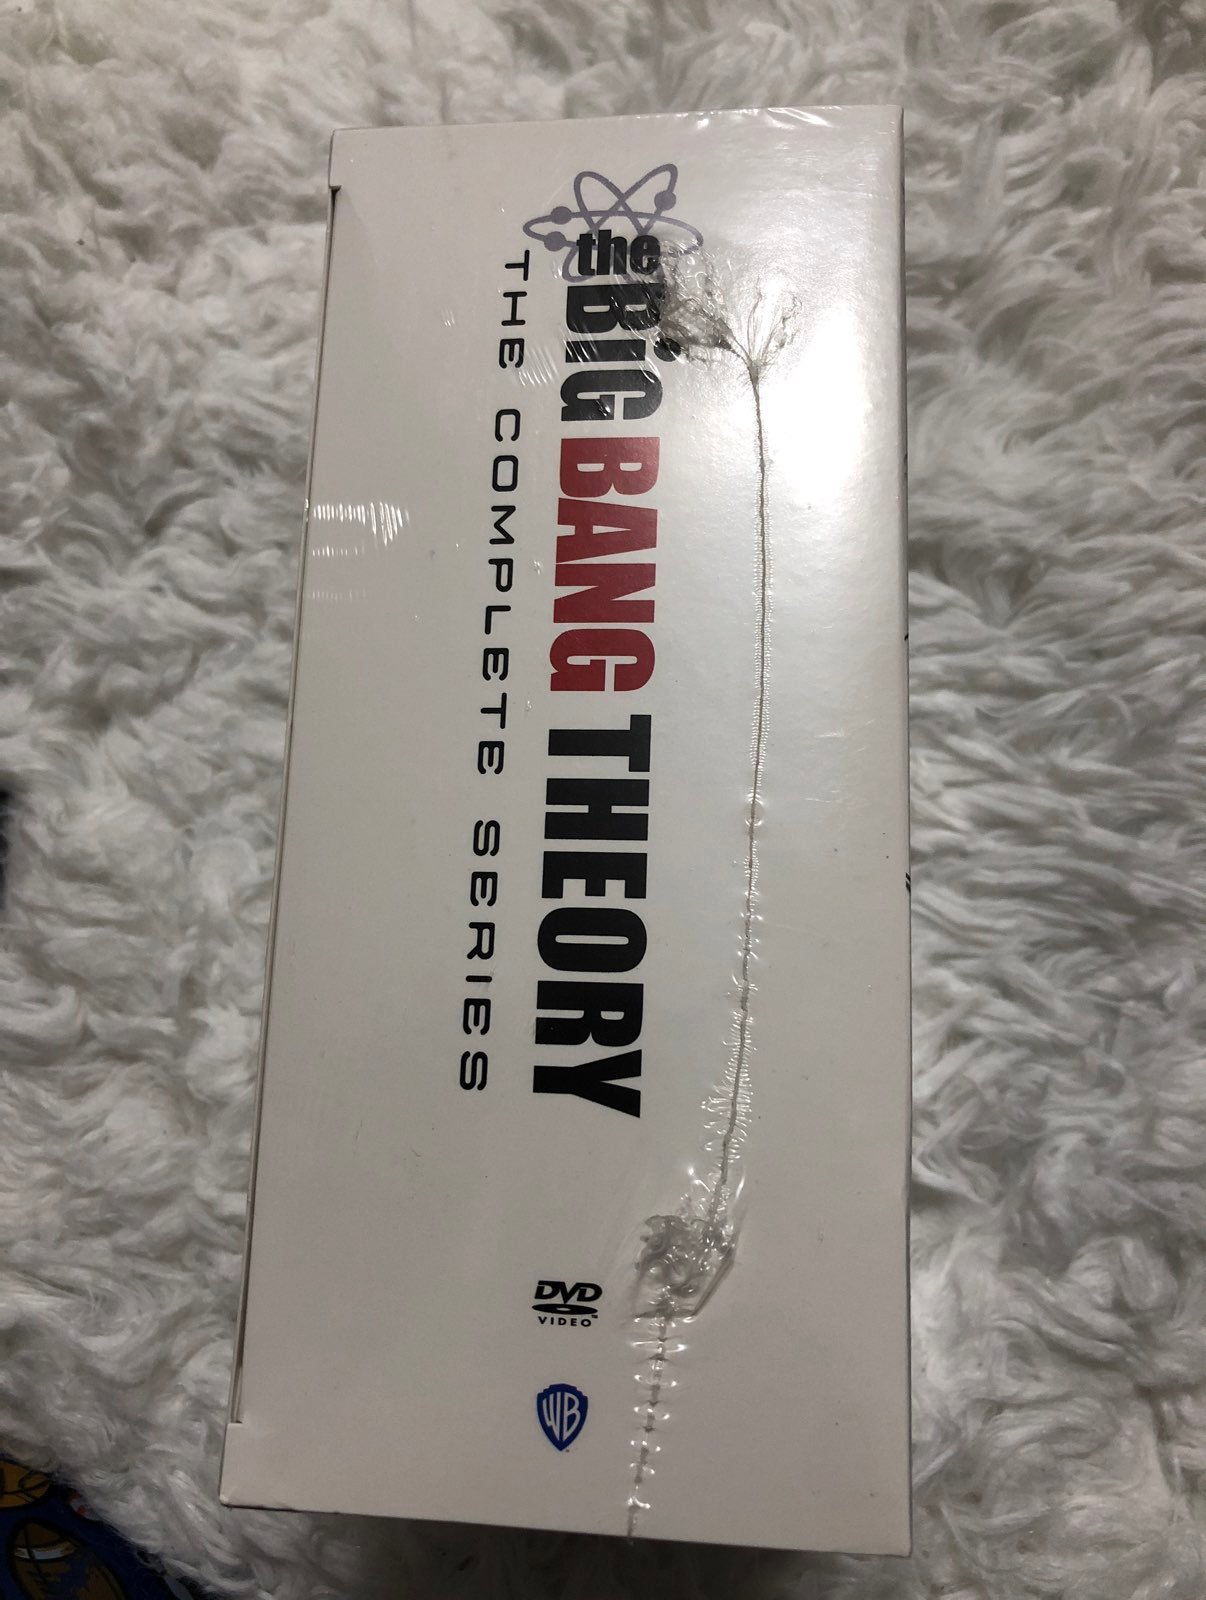 the BiG BANG THEORY
THE COMPLETE SERIES
DVD
VIDEO
WB